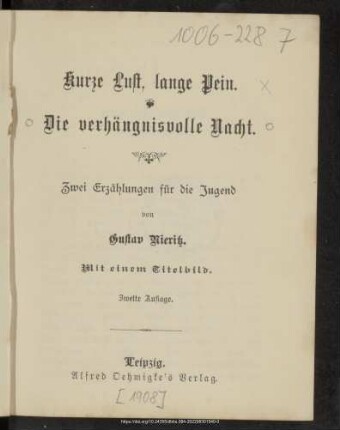 1006-228 7
Kurze Lust, lange Pein.
Die verhängnisvolle Nacht.
Zwei Erzählungen für die Jugend
von
Gustav Nieritz.
Mit einem Titelbild.
Zweite Auflage.
Leipzig.
Alfred Oehmigke's Verlag.
[1908]